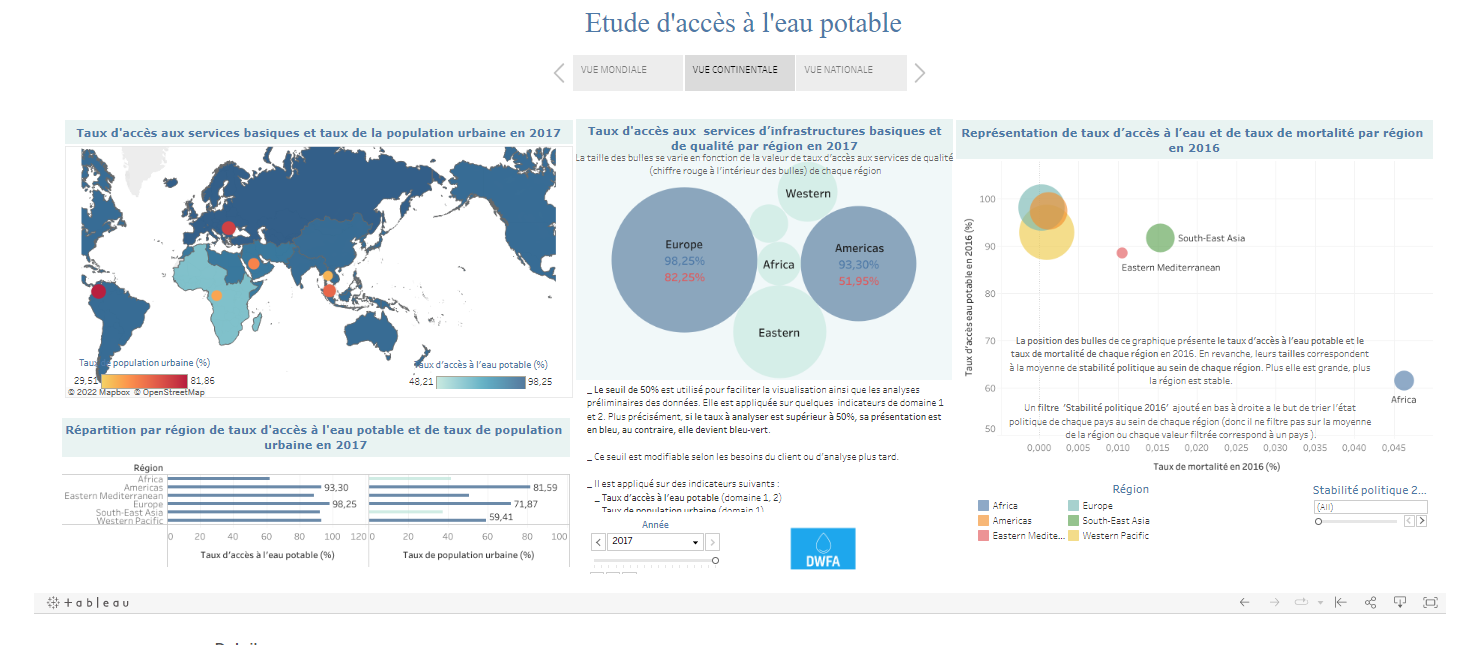 Etude d'accès à l'eau potable
VUE MONDIALE
VUE CONTINENTALE
VUE NATIONALE
Taux d'accès aux services basiques et taux de la population urbaine en 2017
Taux de population urbaine (%)
29,51
81,86
Taux d’accès à l’eau potable (%)
48,21
98,25
© 2022 Mapbox © OpenStreetMap
Répartition par région de taux d'accès à l'eau potable et de taux de population
urbaine en 2017
Région
Africa
Americas
Eastern Mediterranean
Europe
South-East Asia
Western Pacific
93,30
98,25
81,59
71,87
59,41
0 20 40 60 80 100 120
0 20 40 60 80 100
Taux d’accès à l’eau potable (%)
Taux de population urbaine (%)
Taux d'accès aux services d’infrastructures basiques et
de qualité par région en 2017
La taille des bulles se varie en fonction de la valeur de taux d’accès aux services de qualité
(chiffre rouge à l’intérieur des bulles) de chaque région
Western
Europe
98,25%
82,25%
Africa
Americas
93,30%
51,95%
Eastern
_ Le seuil de 50% est utilisé pour faciliter la visualisation ainsi que les analyses
préliminaires des données. Elle est appliquée sur quelques indicateurs de domaine 1
et 2. Plus précisément, si le taux à analyser est supérieur à 50%, sa présentation est
en bleu, au contraire, elle devient bleu-vert.
_ Ce seuil est modifiable selon les besoins du client ou d’analyse plus tard.
_ Il est appliqué sur des indicateurs suivants :
_ Taux d’accès à l’eau potable (domaine 1, 2)
Taux de population urbaine (domaine 1)
Année
2017
DWFA
Représentation de taux d’accès à l’eau et de taux de mortalité par région
en 2016
Taux d’accès eau potable en 2016 (%)
100
90
80
70
60
50
South-East Asia
Eastern Mediterranean
Africa
La position des bulles de ce graphique présente le taux d’accès à l’eau potable et le
taux de mortalité de chaque région en 2016. En revanche, leurs tailles correspondent
à la moyenne de stabilité politique au sein de chaque région. Plus elle est grande, plus
la région est stable.
Un filtre ‘Stabilité politique 2016’ ajouté en bas à droite a le but de trier l’état
politique de chaque pays au sein de chaque région (donc il ne filtre pas sur la moyenne
de la région ou chaque valeur filtrée correspond à un pays ).
0,000 0,005 0,010 0,015 0,020 0,025 0,030 0,035 0,040 0,045
Taux de mortalité en 2016 (%)
Région
Africa
Europe
Americas
South-East Asia
Eastern Medite...
Western Pacific
Stabilité politique 2...
(All)
+ableau